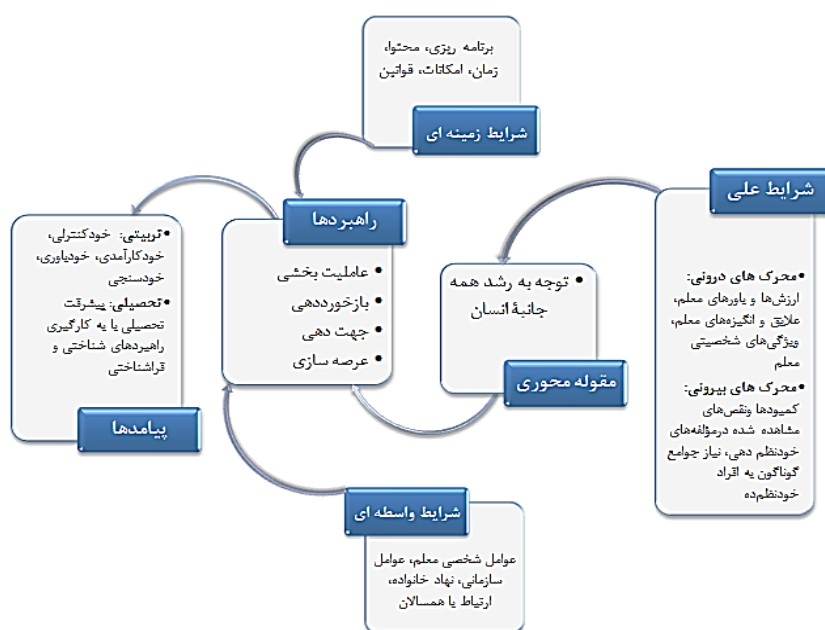 برنامه ریزی، محتوا،
زمان، امکانات، قوانین
شرایط زمینه ای
شرایط علی
• محرک های درونی:
ارزش‌ها و باورهای معلم،
علایق و انگیزه‌های معلم،
ویژگی‌های شخصیتی
معلم
• محرک های بیرونی:
کمبودها ونقص‌های
مشاهده شده درمؤلفه‌های
خودنظم دهی، نیاز جوامع
گوناگون به افراد
خودنظم‌ده
• توجه به رشد همه
جانبهٔ انسان
مقوله محوری
راهبردها
• عاملیت بخشی
• بازخورددهی
• جهت دهی
• عرصه سازی
• تربیتی: خودکنترلی،
خودکارآمدی، خودیاوری،
خودسنجی
• تحصیلی: پیشرفت
تحصیلی با به کارگیری
راهبردهای شناختی و
فراشناختی
پیامدها
شرایط واسطه ای
عوامل شخصی معلم، عوامل
سازمانی، نهاد خانواده،
ارتباط با همسالان